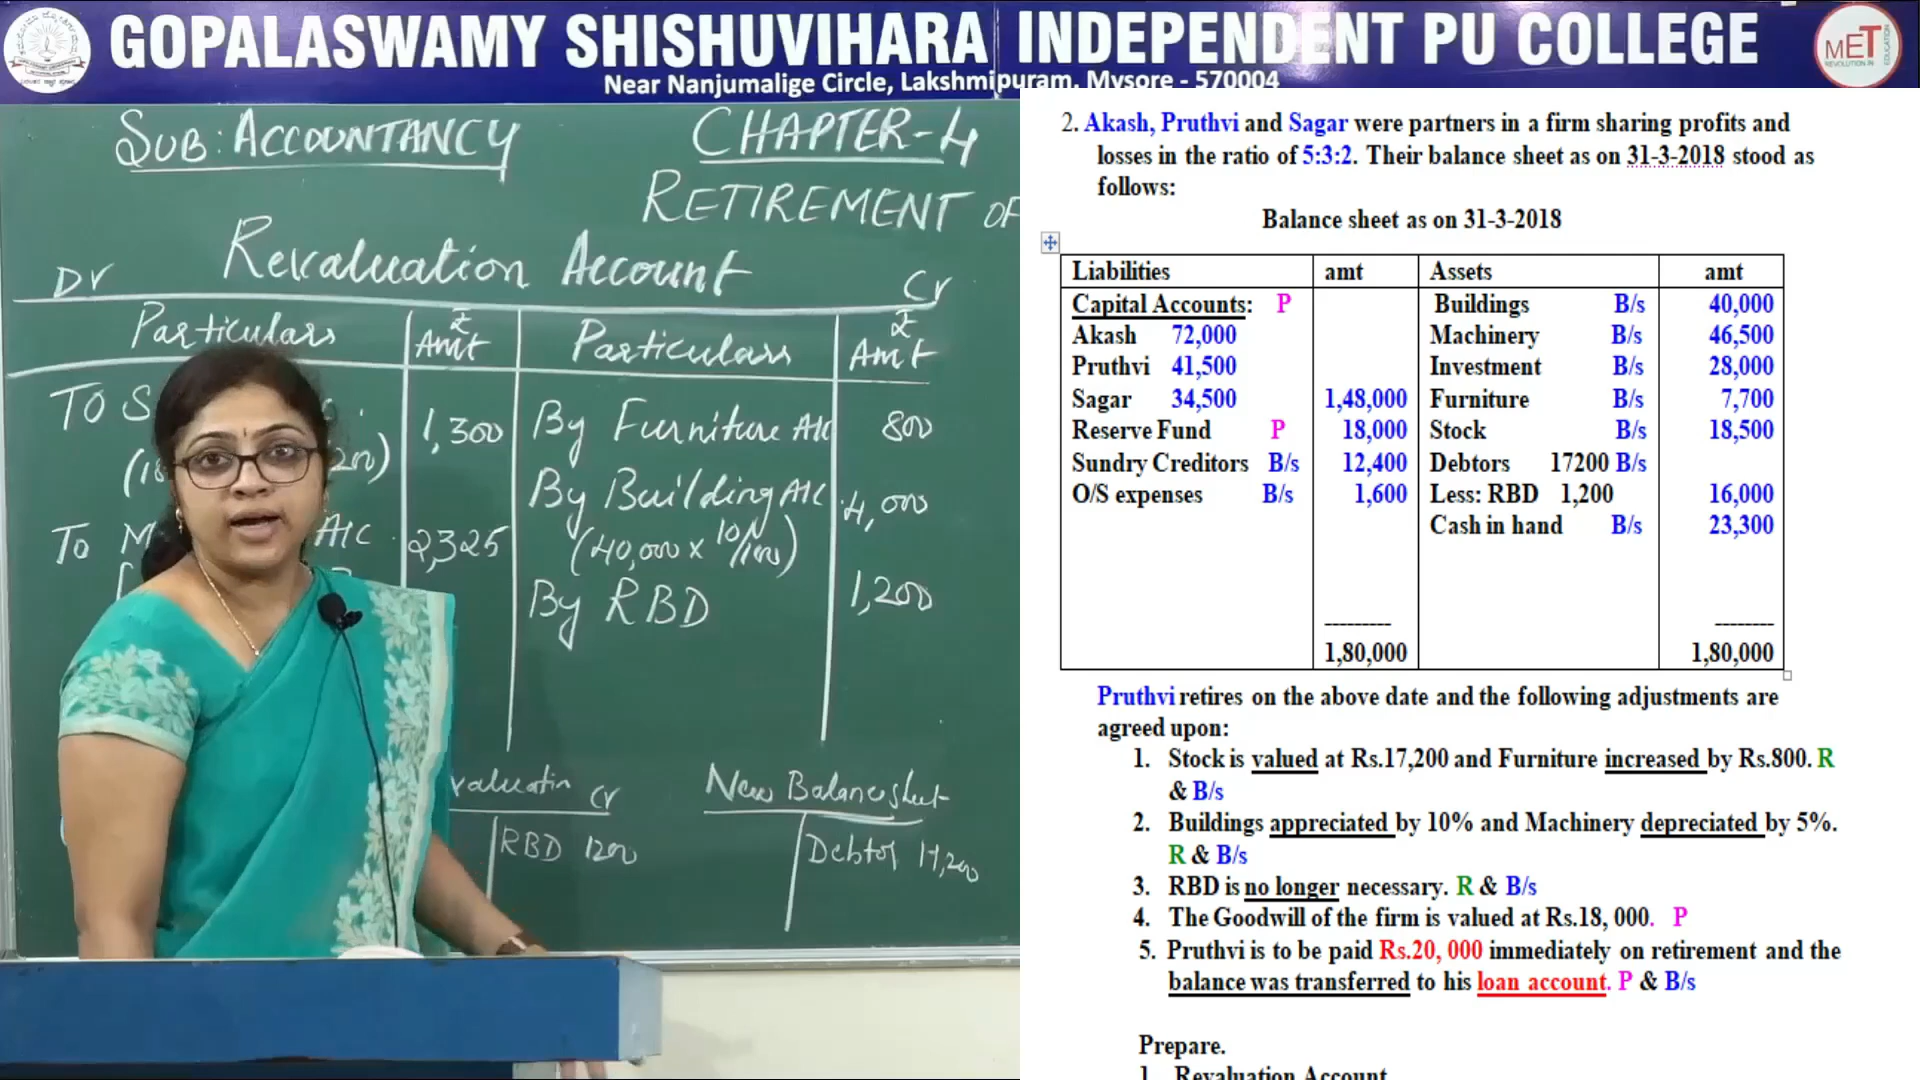 GOPALASWAMY SHISHUVIHARA INDEPENDENT PU COLLEGE
Near Nanjumalige Circle, Lakshmipuram, Mysore - 570004
MET
SUB: ACCOUNTANCY
CHAPTER-4
RETIREMENT OF
Revaluation Account
Dr Cr
Particulars ₹ Amt Particulars ₹ Amt
TO S 1,300 By Furniture A/C 800
By Building A/C 4,000
TO M A/C 2,325 (40,000 x 10/100)
By RBD 1,200
valuatin Cr
RBD 1200
New Balance sheet
Debtor 17,200
2. Akash, Pruthvi and Sagar were partners in a firm sharing profits and
losses in the ratio of 5:3:2. Their balance sheet as on 31-3-2018 stood as
follows:
Balance sheet as on 31-3-2018
Liabilities amt Assets amt
Capital Accounts: P Buildings B/s 40,000
Akash 72,000 Machinery B/s 46,500
Pruthvi 41,500 Investment B/s 28,000
Sagar 34,500 1,48,000 Furniture B/s 7,700
Reserve Fund P 18,000 Stock B/s 18,500
Sundry Creditors B/s 12,400 Debtors 17200 B/s
O/S expenses B/s 1,600 Less: RBD 1,200 16,000
Cash in hand B/s 23,300
1,80,000 1,80,000
Pruthvi retires on the above date and the following adjustments are
agreed upon:
1. Stock is valued at Rs.17,200 and Furniture increased by Rs.800. R
& B/s
2. Buildings appreciated by 10% and Machinery depreciated by 5%.
R & B/s
3. RBD is no longer necessary. R & B/s
4. The Goodwill of the firm is valued at Rs.18, 000. P
5. Pruthvi is to be paid Rs.20, 000 immediately on retirement and the
balance was transferred to his loan account. P & B/s
Prepare.
1. Revaluation Account